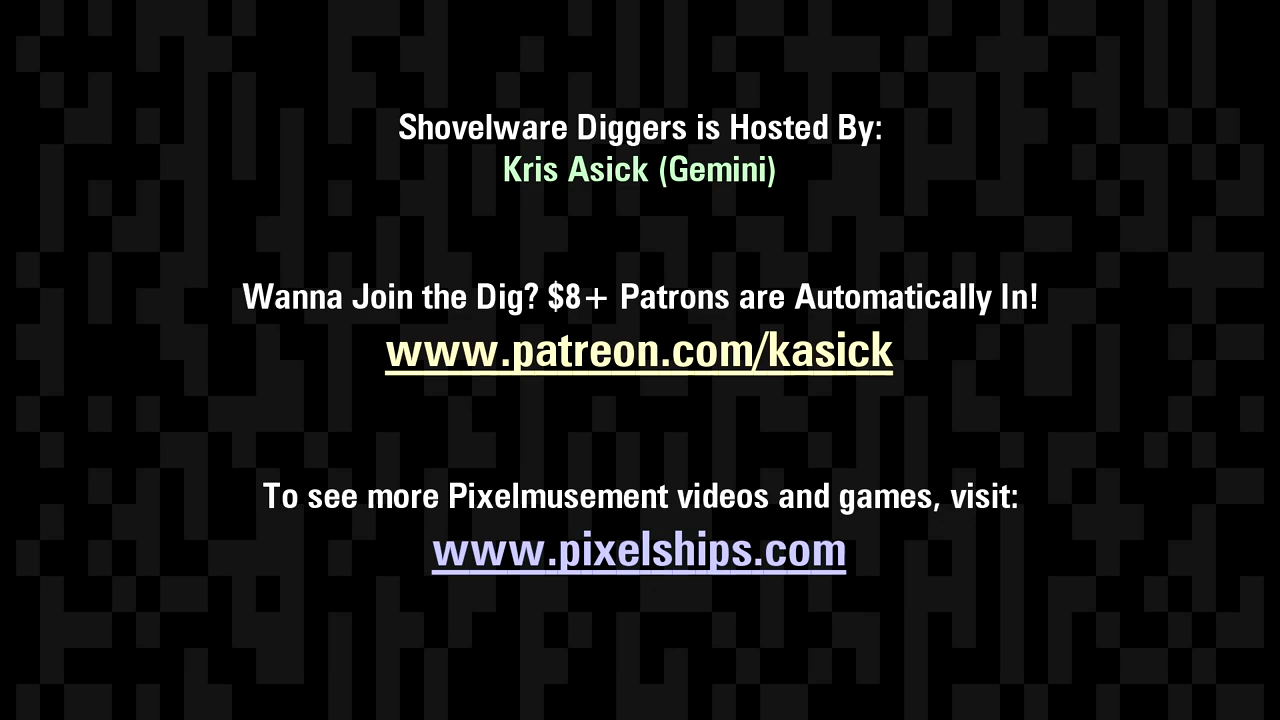 Shovelware Diggers is Hosted By:
Kris Asick (Gemini)
Wanna Join the Dig? $8+ Patrons are Automatically In!
www.patreon.com/kasick
To see more Pixelmusement videos and games, visit:
www.pixelships.com